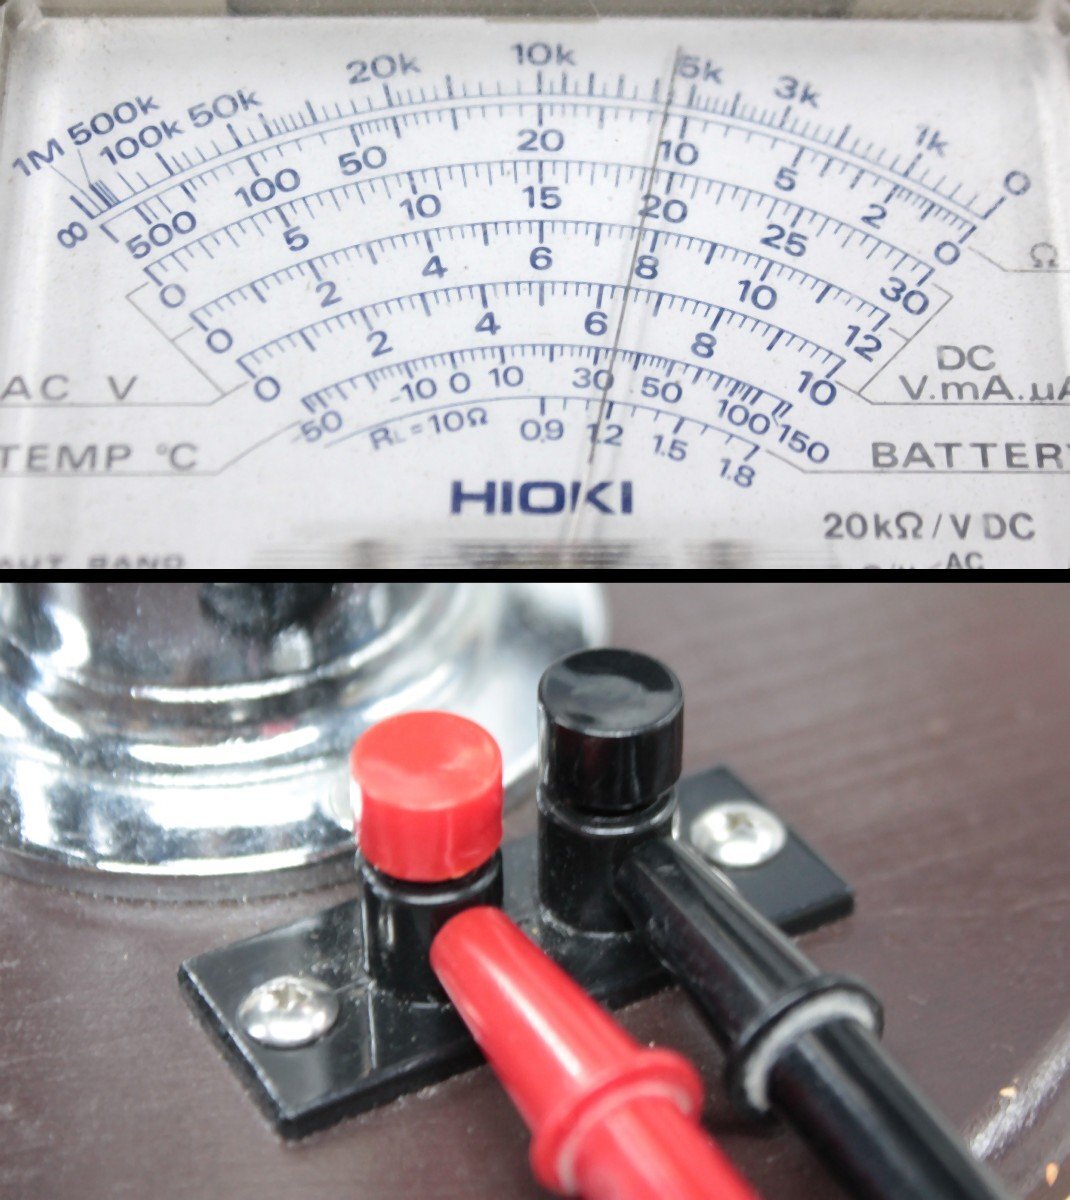 1M 500k 100k 50k 20k 10k 5k 3k 1k 0
∞ 500 100 50 20 10 5 2 0 Ω
0 5 10 15 20 25 30
0 2 4 6 8 10 12
0 2 4 6 8 10
-50 -10 0 10 30 50 100 150
RL=10Ω 0.9 1.2 1.5 1.8
AC V
DC
V.mA.μA
TEMP °C
BATTER
HIOKI
20kΩ/V DC
AC